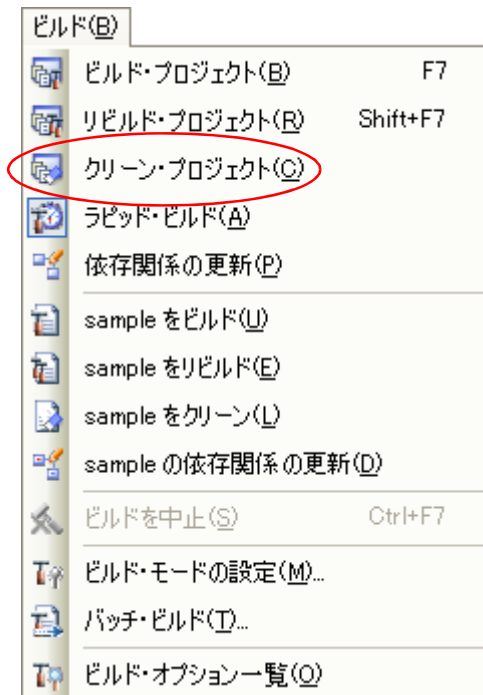 ビルド(B)
ビルド・プロジェクト(B) F7
リビルド・プロジェクト(R) Shift+F7
クリーン・プロジェクト(C)
ラピッド・ビルド(A)
依存関係の更新(P)
sample をビルド(U)
sample をリビルド(E)
sample をクリーン(L)
sample の依存関係の更新(D)
ビルドを中止(S) Ctrl+F7
ビルド・モードの設定(M)...
バッチ・ビルド(T)...
ビルド・オプション一覧(O)